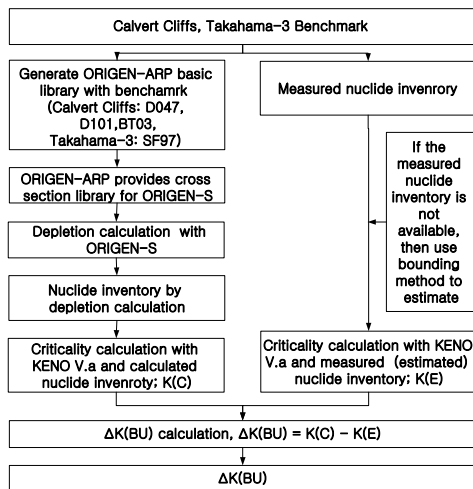 Calvert Cliffs, Takahama-3 Benchmark
Generate ORIGEN-ARP basic
library with benchamrk
(Calvert Cliffs: D047,
D101,BT03,
Takahama-3: SF97)
ORIGEN-ARP provides cross
section library for ORIGEN-S
Depletion calculation with
ORIGEN-S
Nuclide inventory by
depletion calculation
Criticality calculation with
KENO V.a and calculated
nuclide invenroty; K(C)
Measured nuclide invenrory
If the
measured
nuclide
inventory is
not
available,
then use
bounding
method to
estimate
Criticality calculation with KENO
V.a and measured (estimated)
nuclide inventory; K(E)
ΔK(BU) calculation, ΔK(BU) = K(C) - K(E)
ΔK(BU)